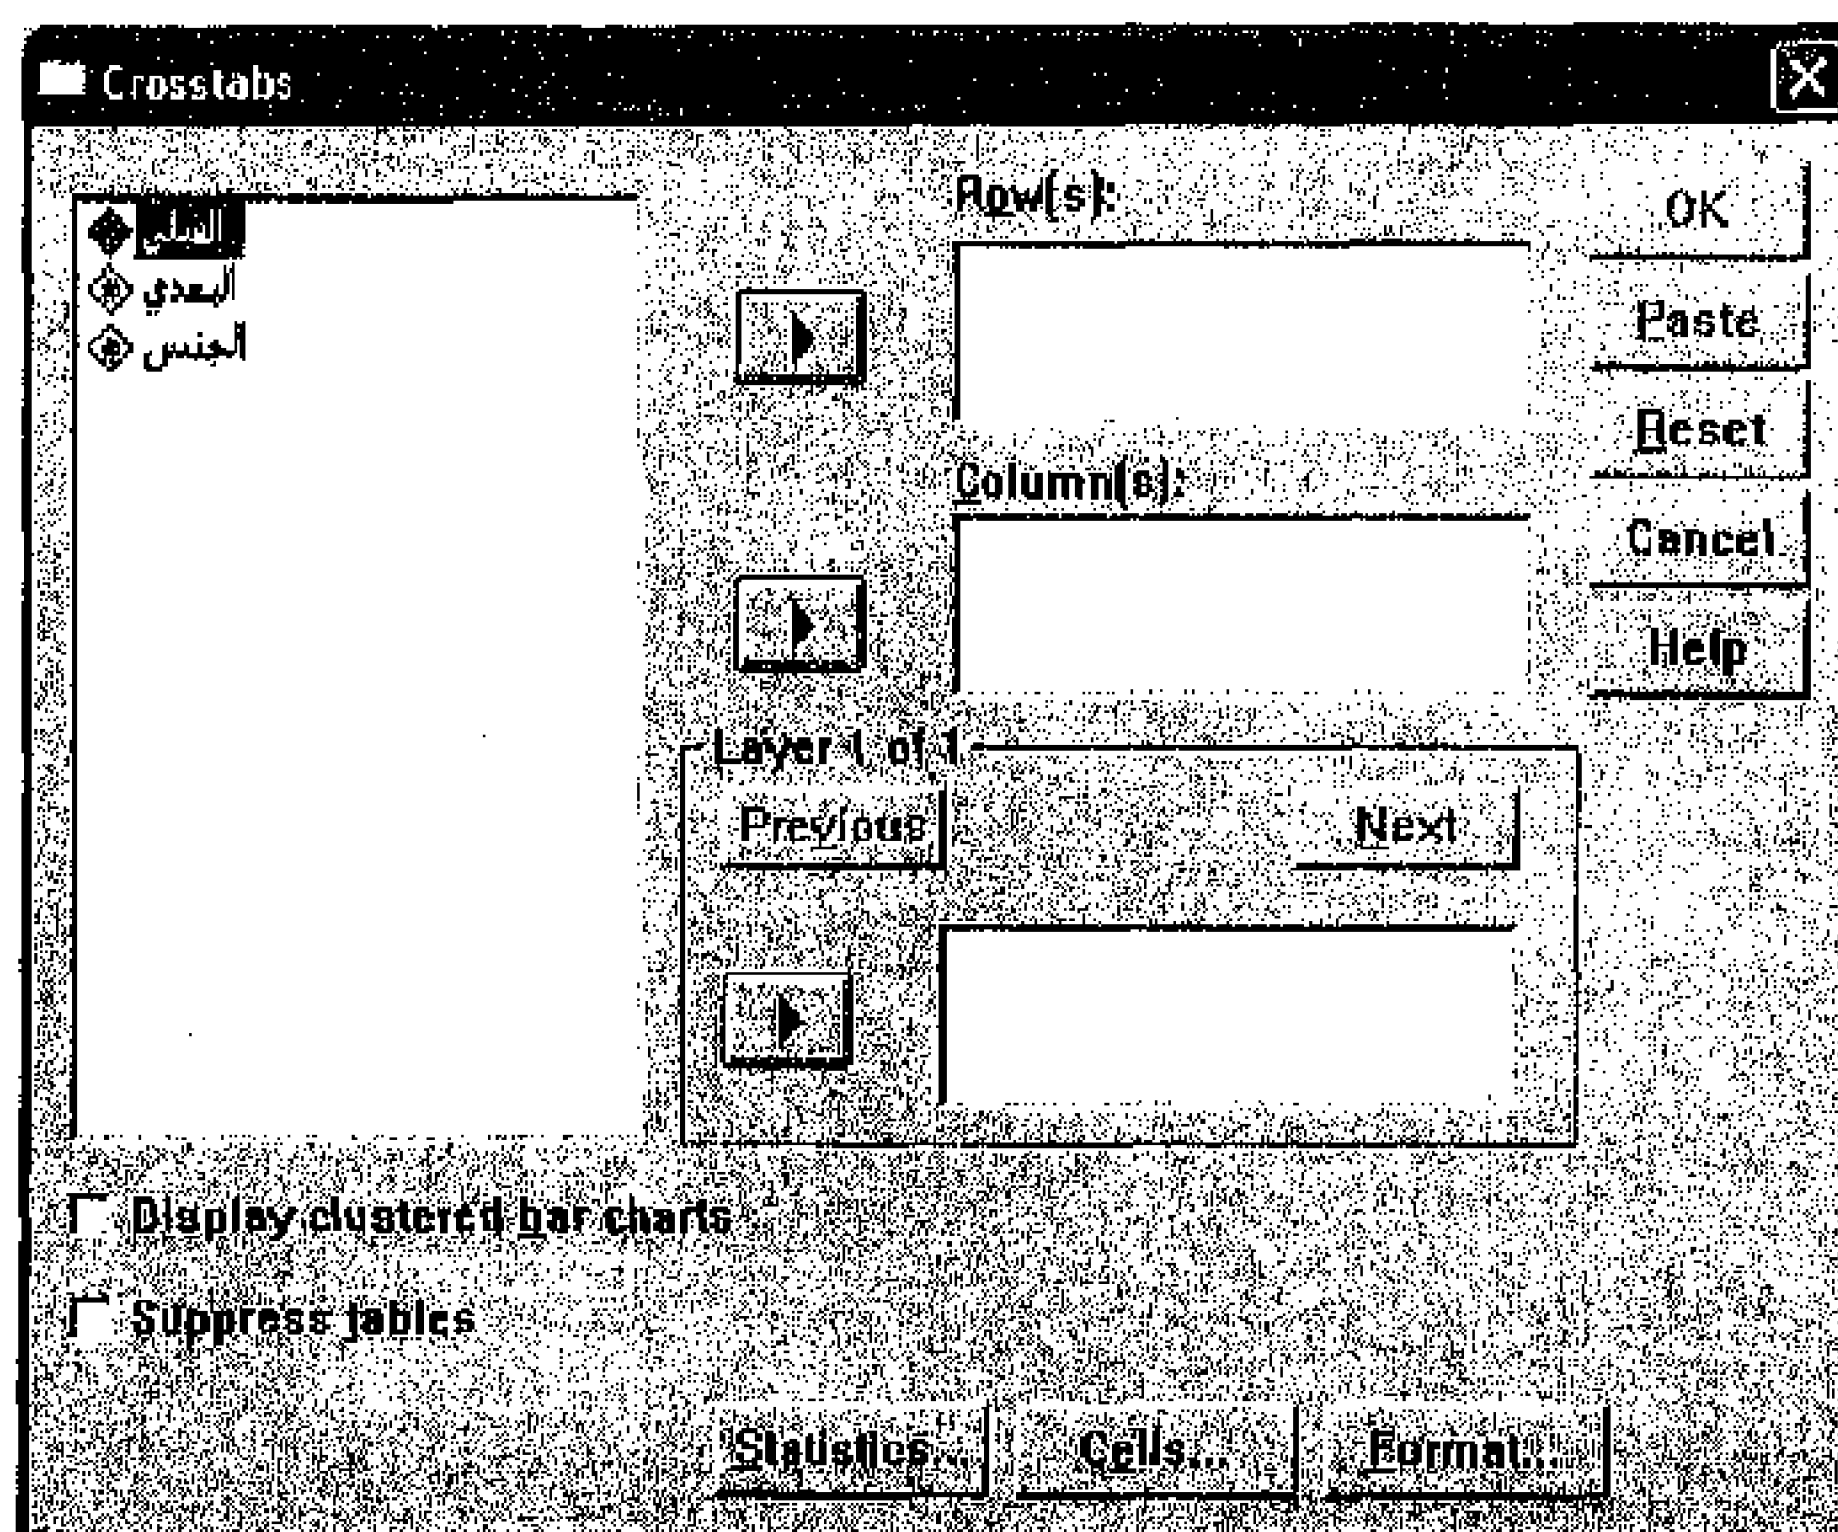 Crosstabs
القبلي
البعدي
الجنس
Row(s):
Column(s):
Layer 1 of 1
Previous
Next
OK
Paste
Reset
Cancel
Help
Display clustered bar charts
Suppress tables
Statistics...
Cells...
Format...